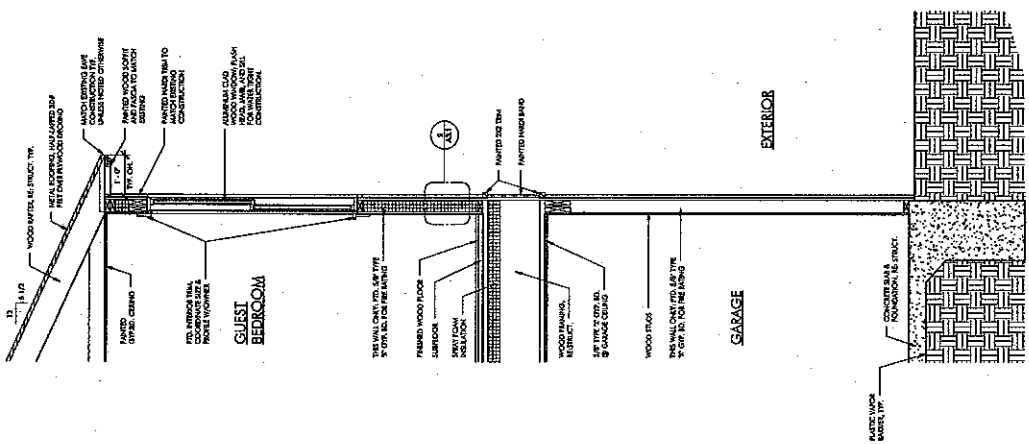 12
6 1/2
WOOD RAFTER, RE: STRUCT. TYP.
METAL ROOFING, HALF-LAPPED 30#
FELT OVER PLYWOOD DECKING
MATCH EXISTING EAVE
CONSTRUCTION TYP.
UNLESS NOTED OTHERWISE
PAINTED WOOD SOFFIT
AND FASCIA TO MATCH
EXISTING
1'-0"
TYP. OH.
PAINTED HARDI TRIM TO
MATCH EXISTING
CONSTRUCTION
ALUMINUM CLAD
WOOD WINDOW; FLASH
HEAD, JAMB, AND SILL
FOR WATER TIGHT
CONSTRUCTION.
PAINTED
GYP. BD. CEILING
PTD. INTERIOR TRIM,
COORDINATE SIZE &
PROFILE W/OWNER
GUEST
BEDROOM
THIS WALL ONLY: PTD. 5/8" TYPE
'X' GYP. BD. FOR FIRE RATING
FINISHED WOOD FLOOR
SUBFLOOR
SPRAY FOAM
INSULATION
PAINTED 2X2 TRIM
PAINTED HARDI BAND
WOOD FRAMING,
RE: STRUCT.
5/8" TYPE 'X' GYP. BD.
@ GARAGE CEILING
WOOD STUDS
THIS WALL ONLY: PTD. 5/8" TYPE
'X' GYP. BD. FOR FIRE RATING
GARAGE
EXTERIOR
CONCRETE SLAB &
FOUNDATION, RE: STRUCT.
PLASTIC VAPOR
BARRIER, TYP.